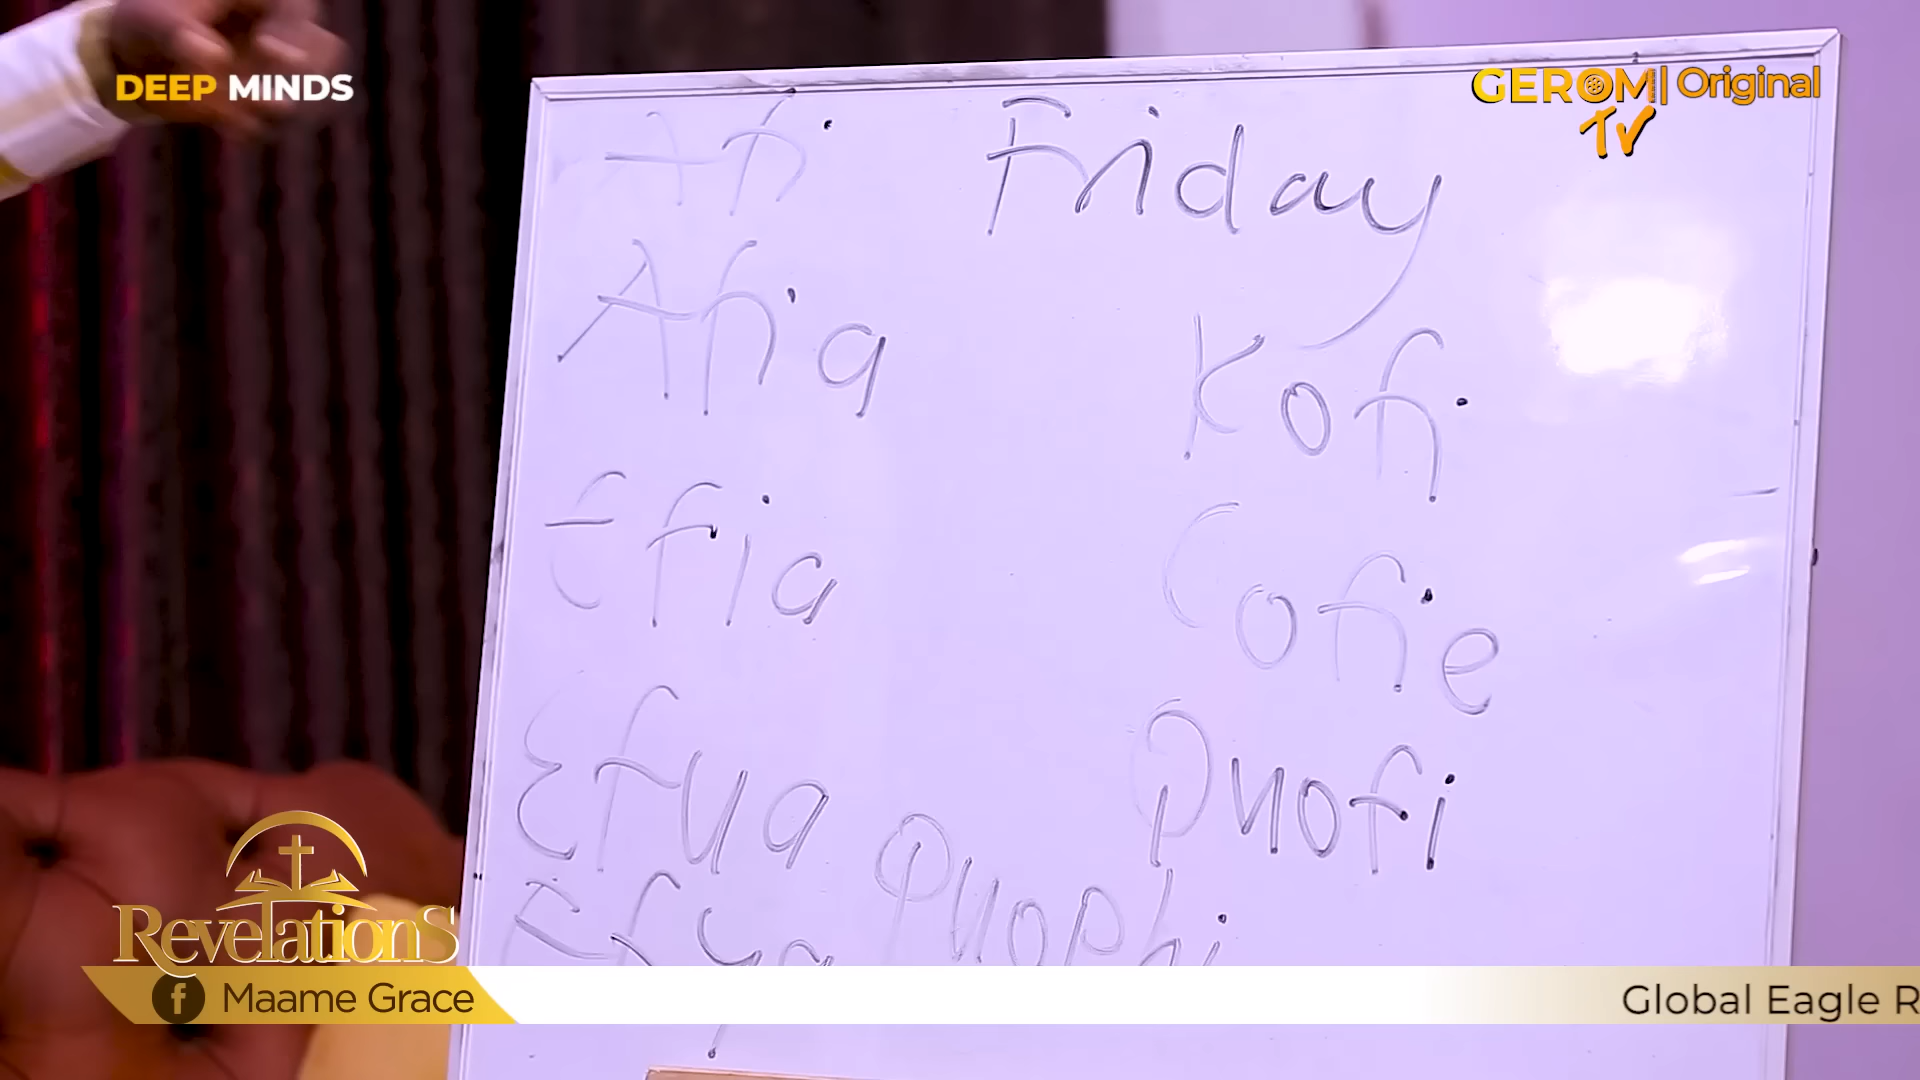 DEEP MINDS
GEROM TV | Original
Afi Friday
Afia Kofi
Efia Cofie
Efua Quofi
Efya Quophi
Revelations
Maame Grace
Global Eagle R